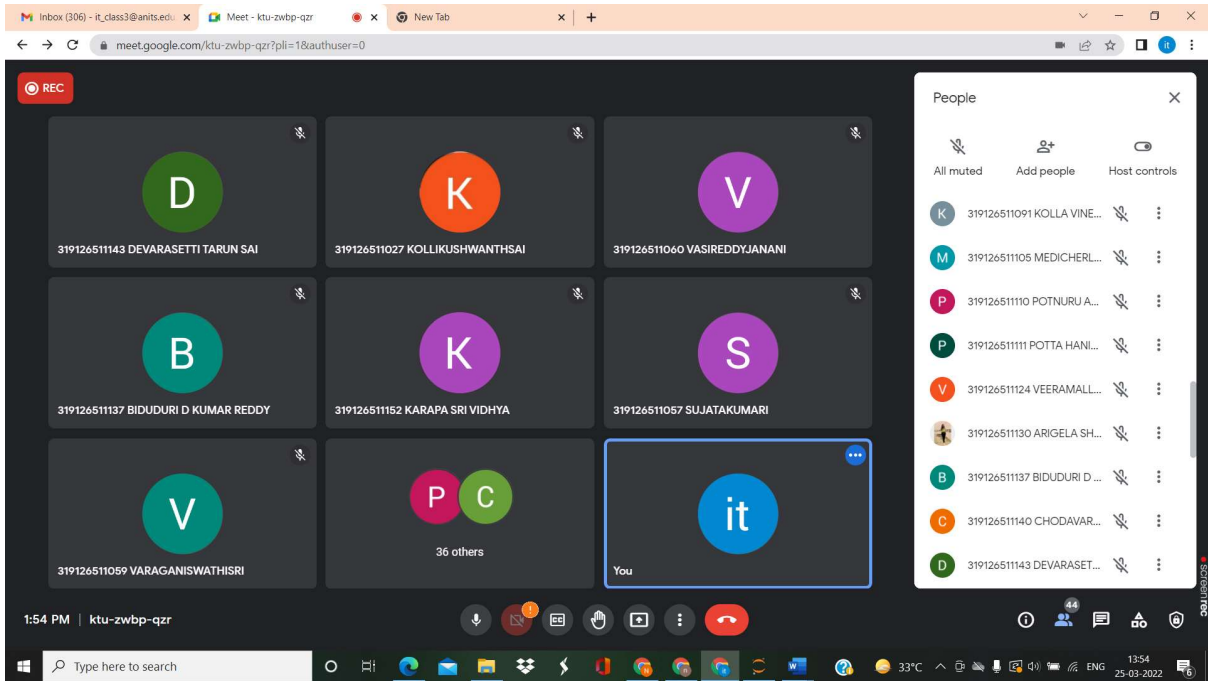 Inbox (306) - it_class3@anits.edu
Meet - ktu-zwbp-qzr
New Tab
meet.google.com/ktu-zwbp-qzr?pli=1&authuser=0
it
REC
D
319126511143 DEVARASETTI TARUN SAI
K
319126511027 KOLLIKUSHWANTHSAI
V
319126511060 VASIREDDYJANANI
B
319126511137 BIDUDURI D KUMAR REDDY
K
319126511152 KARAPA SRI VIDHYA
S
319126511057 SUJATAKUMARI
V
319126511059 VARAGANISWATHISRI
P C
36 others
it
You
People
All muted
Add people
Host controls
K 319126511091 KOLLA VINE...
M 319126511105 MEDICHERL...
P 319126511110 POTNURU A...
P 319126511111 POTTA HANI...
V 319126511124 VEERAMALL...
319126511130 ARIGELA SH...
B 319126511137 BIDUDURI D ...
C 319126511140 CHODAVAR...
D 319126511143 DEVARASET...
screenrec
1:54 PM | ktu-zwbp-qzr
CC
44
Type here to search
33°C
ENG
13:54
25-03-2022
6